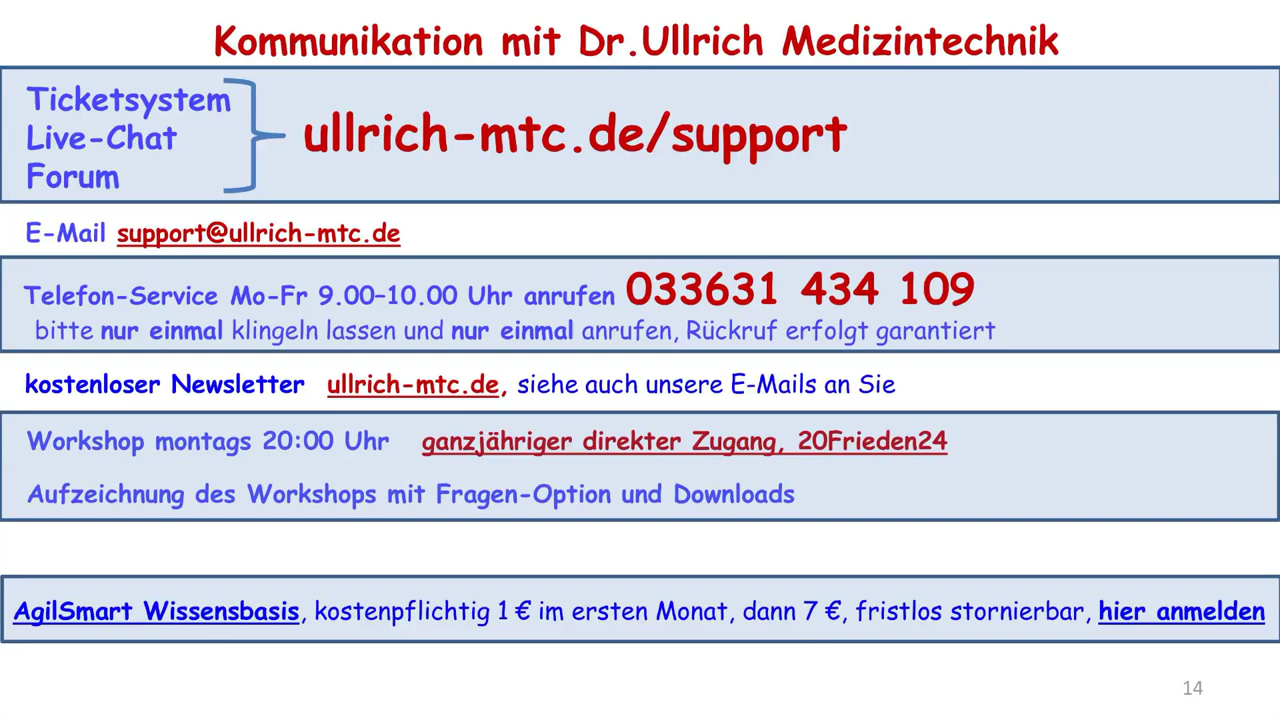 Kommunikation mit Dr.Ullrich Medizintechnik
Ticketsystem
Live-Chat
Forum
ullrich-mtc.de/support
E-Mail support@ullrich-mtc.de
Telefon-Service Mo-Fr 9.00–10.00 Uhr anrufen 033631 434 109
bitte nur einmal klingeln lassen und nur einmal anrufen, Rückruf erfolgt garantiert
kostenloser Newsletter ullrich-mtc.de, siehe auch unsere E-Mails an Sie
Workshop montags 20:00 Uhr ganzjähriger direkter Zugang, 20Frieden24
Aufzeichnung des Workshops mit Fragen-Option und Downloads
AgilSmart Wissensbasis, kostenpflichtig 1 € im ersten Monat, dann 7 €, fristlos stornierbar, hier anmelden
14